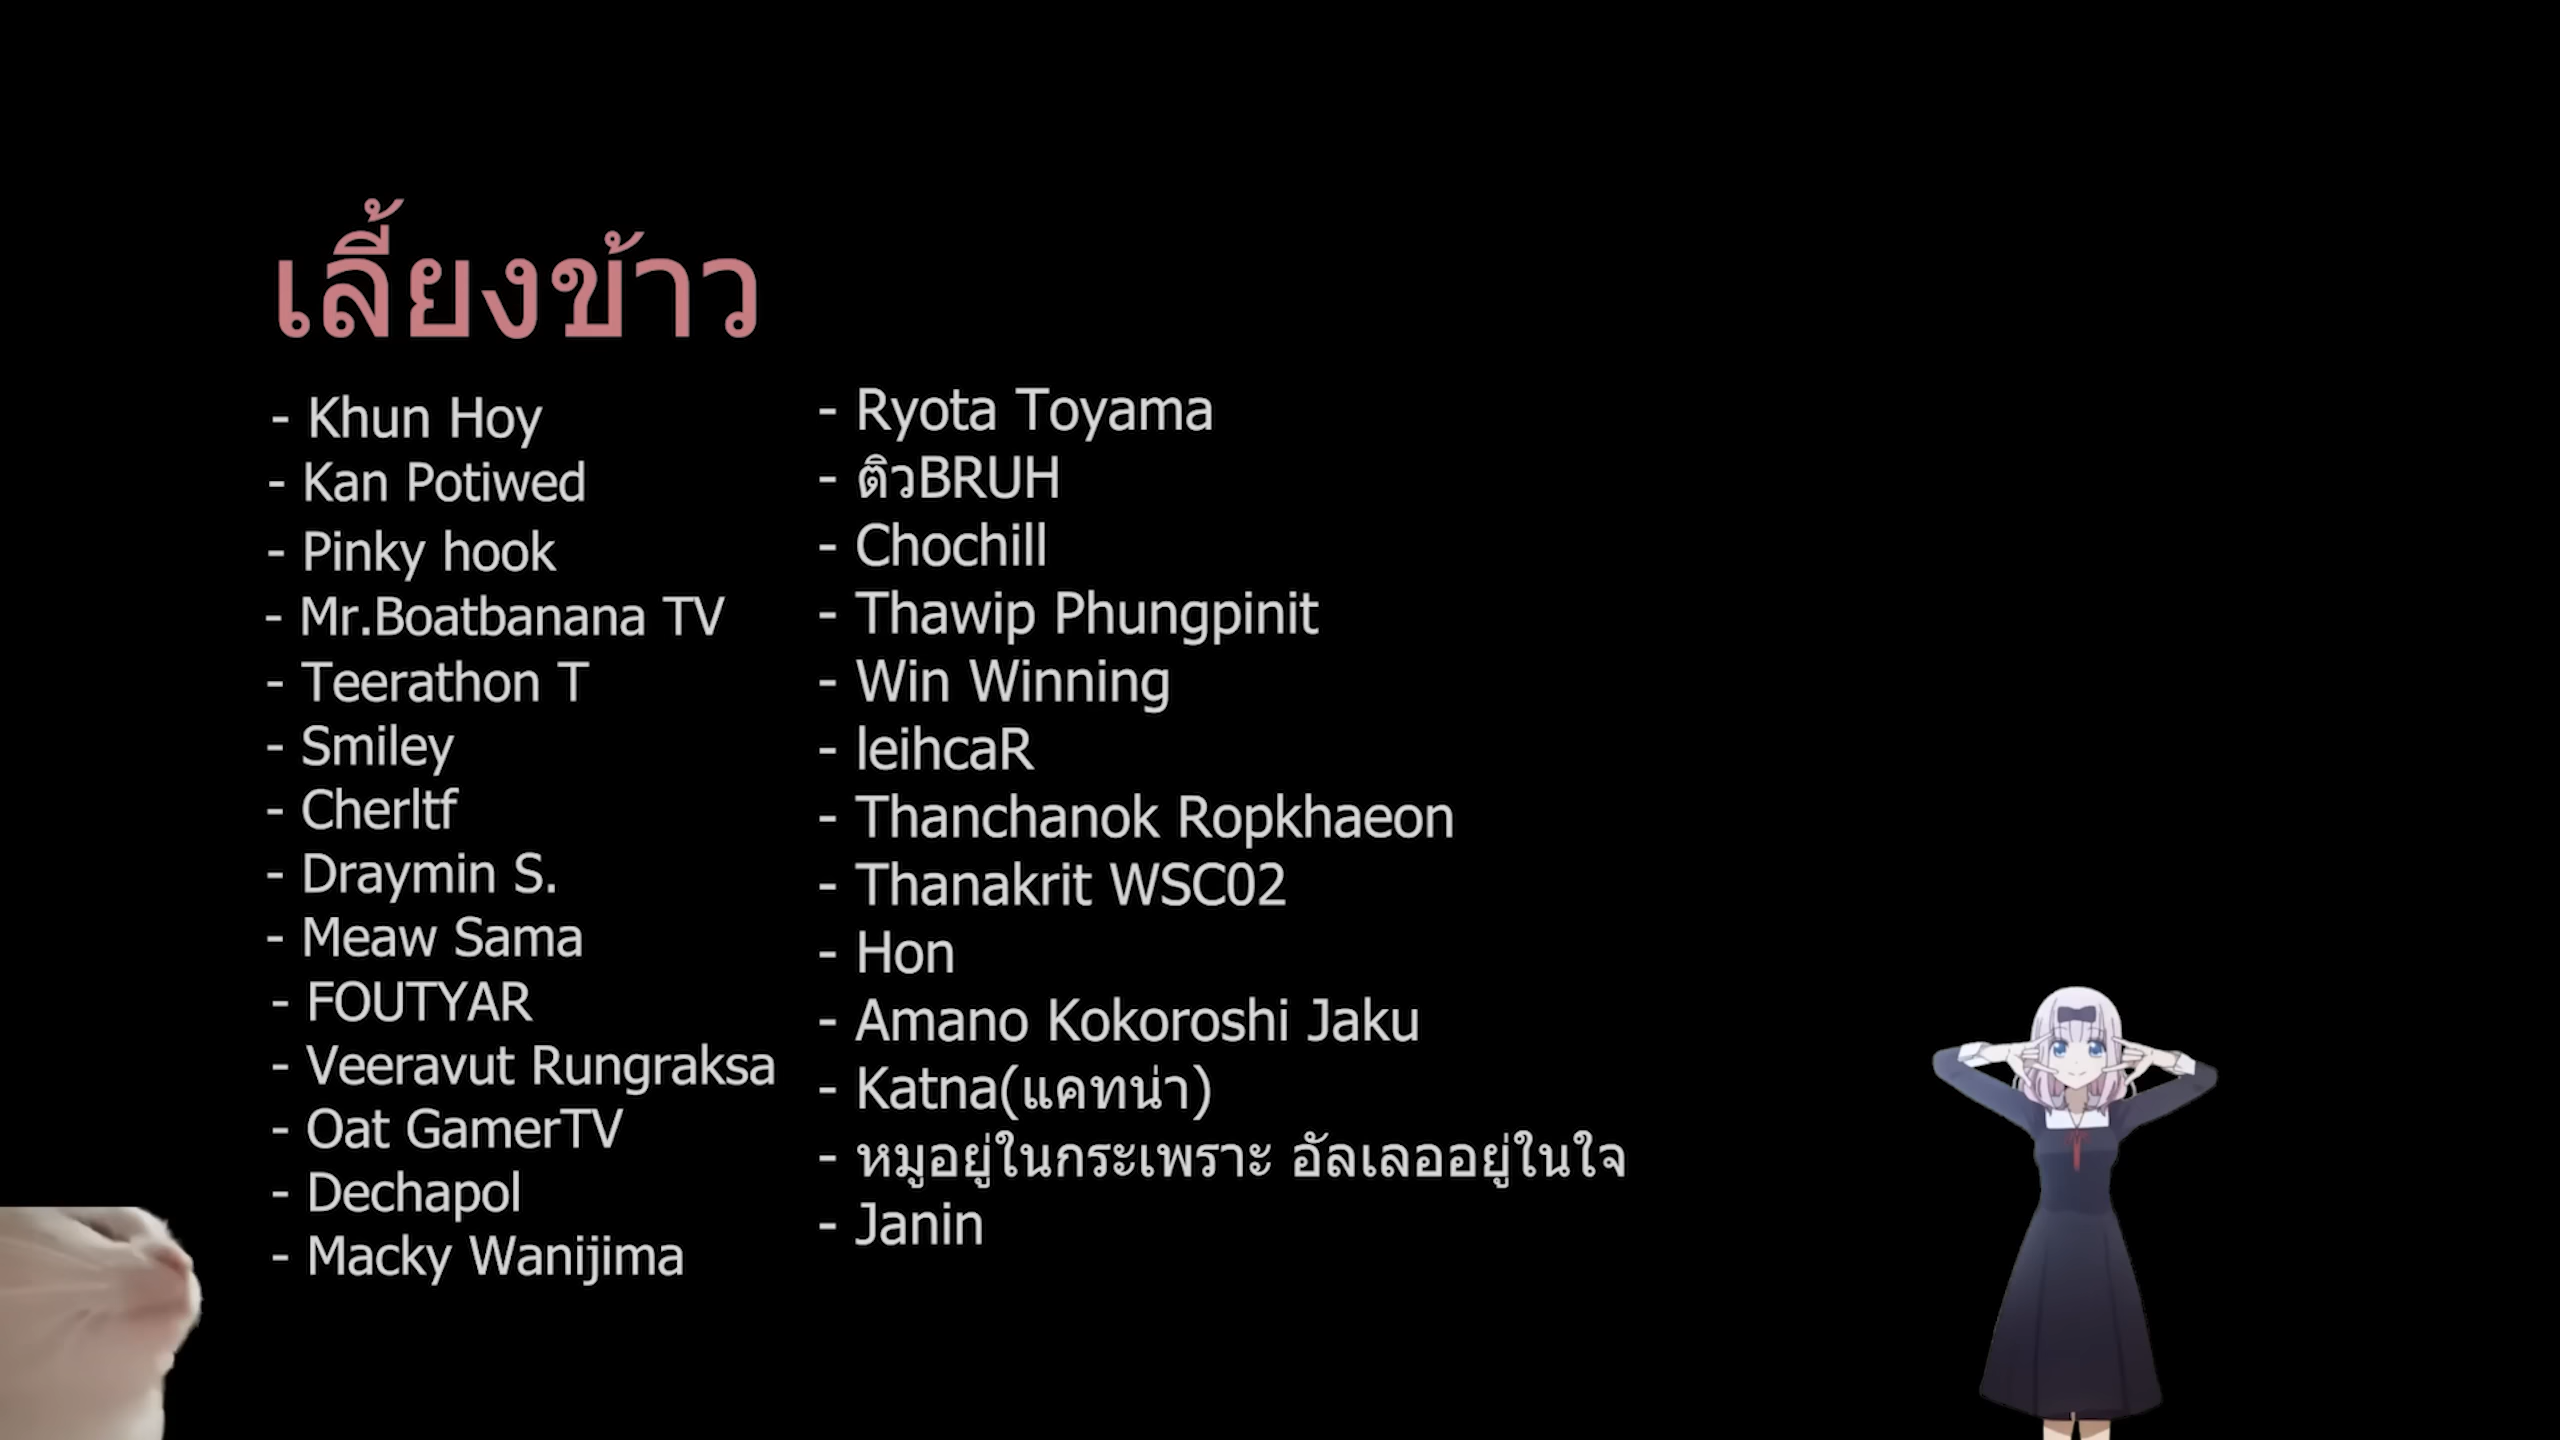 เลี้ยงข้าว
- Khun Hoy
- Kan Potiwed
- Pinky hook
- Mr.Boatbanana TV
- Teerathon T
- Smiley
- Cherltf
- Draymin S.
- Meaw Sama
- FOUTYAR
- Veeravut Rungraksa
- Oat GamerTV
- Dechapol
- Macky Wanijima
- Ryota Toyama
- ติวBRUH
- Chochill
- Thawip Phungpinit
- Win Winning
- leihcaR
- Thanchanok Ropkhaeon
- Thanakrit WSC02
- Hon
- Amano Kokoroshi Jaku
- Katna(แคทน่า)
- หมูอยู่ในกระเพราะ อัลเลออยู่ในใจ
- Janin